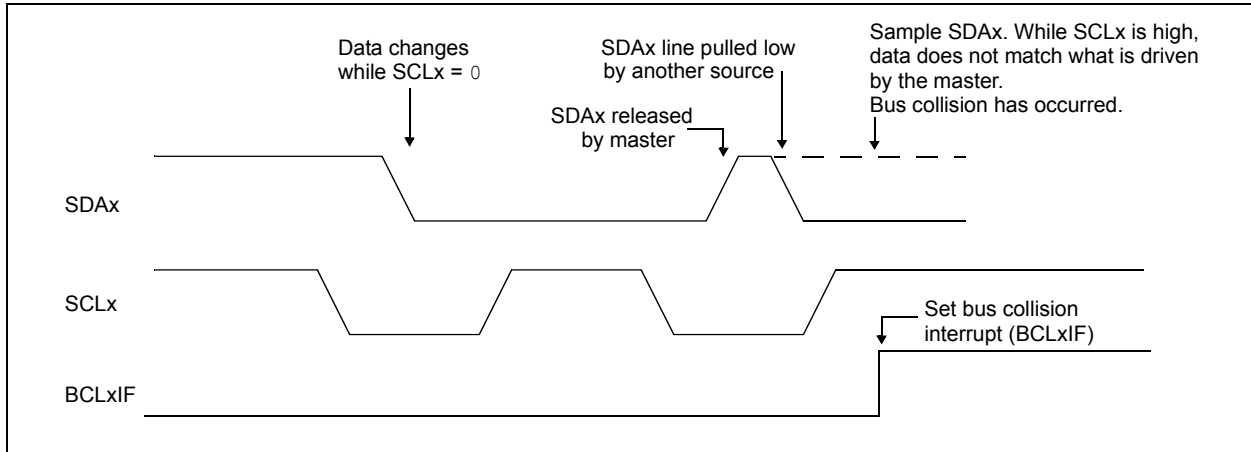 Data changes
while SCLx = 0
SDAx line pulled low
by another source
SDAx released
by master
Sample SDAx. While SCLx is high,
data does not match what is driven
by the master.
Bus collision has occurred.
SDAx
SCLx
Set bus collision
interrupt (BCLxIF)
BCLxIF